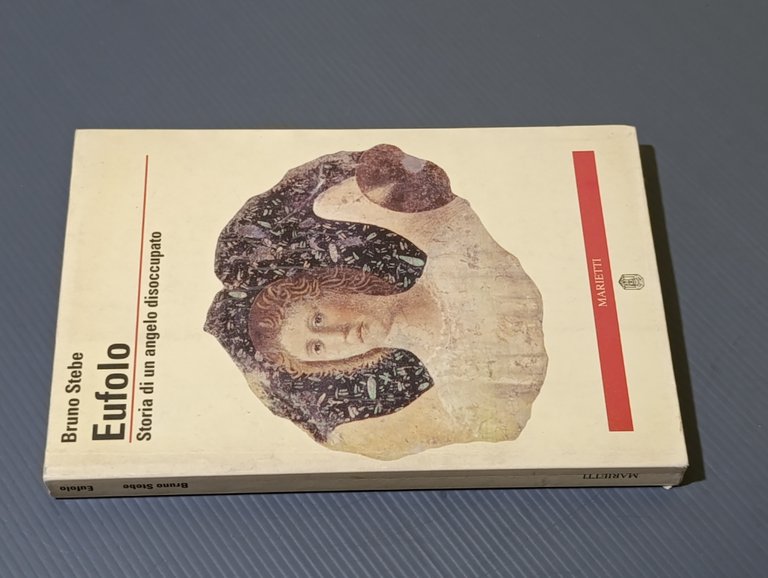 Bruno Stebe
Eufolo
Storia di un angelo disoccupato
MARIETTI
Eufolo
Bruno Stebe
MARIETTI